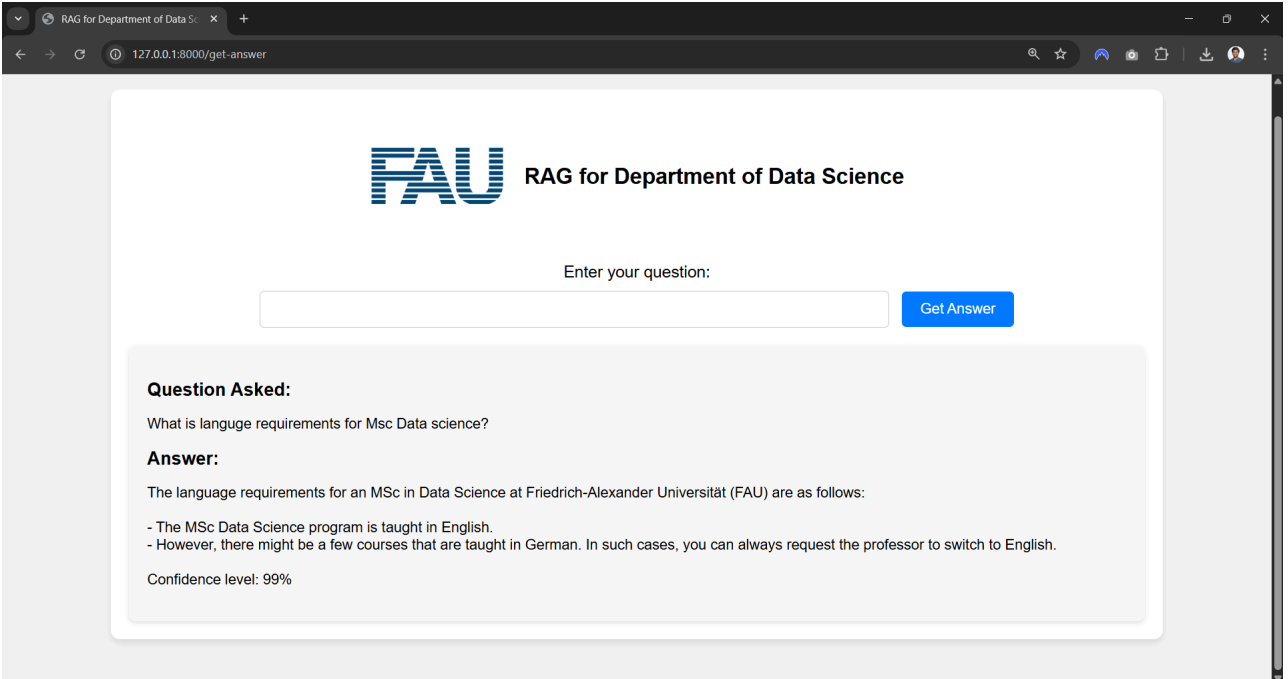 RAG for Department of Data Sc
127.0.0.1:8000/get-answer
FAU
RAG for Department of Data Science
Enter your question:
Get Answer
Question Asked:
What is languge requirements for Msc Data science?
Answer:
The language requirements for an MSc in Data Science at Friedrich-Alexander Universität (FAU) are as follows:
- The MSc Data Science program is taught in English.
- However, there might be a few courses that are taught in German. In such cases, you can always request the professor to switch to English.
Confidence level: 99%